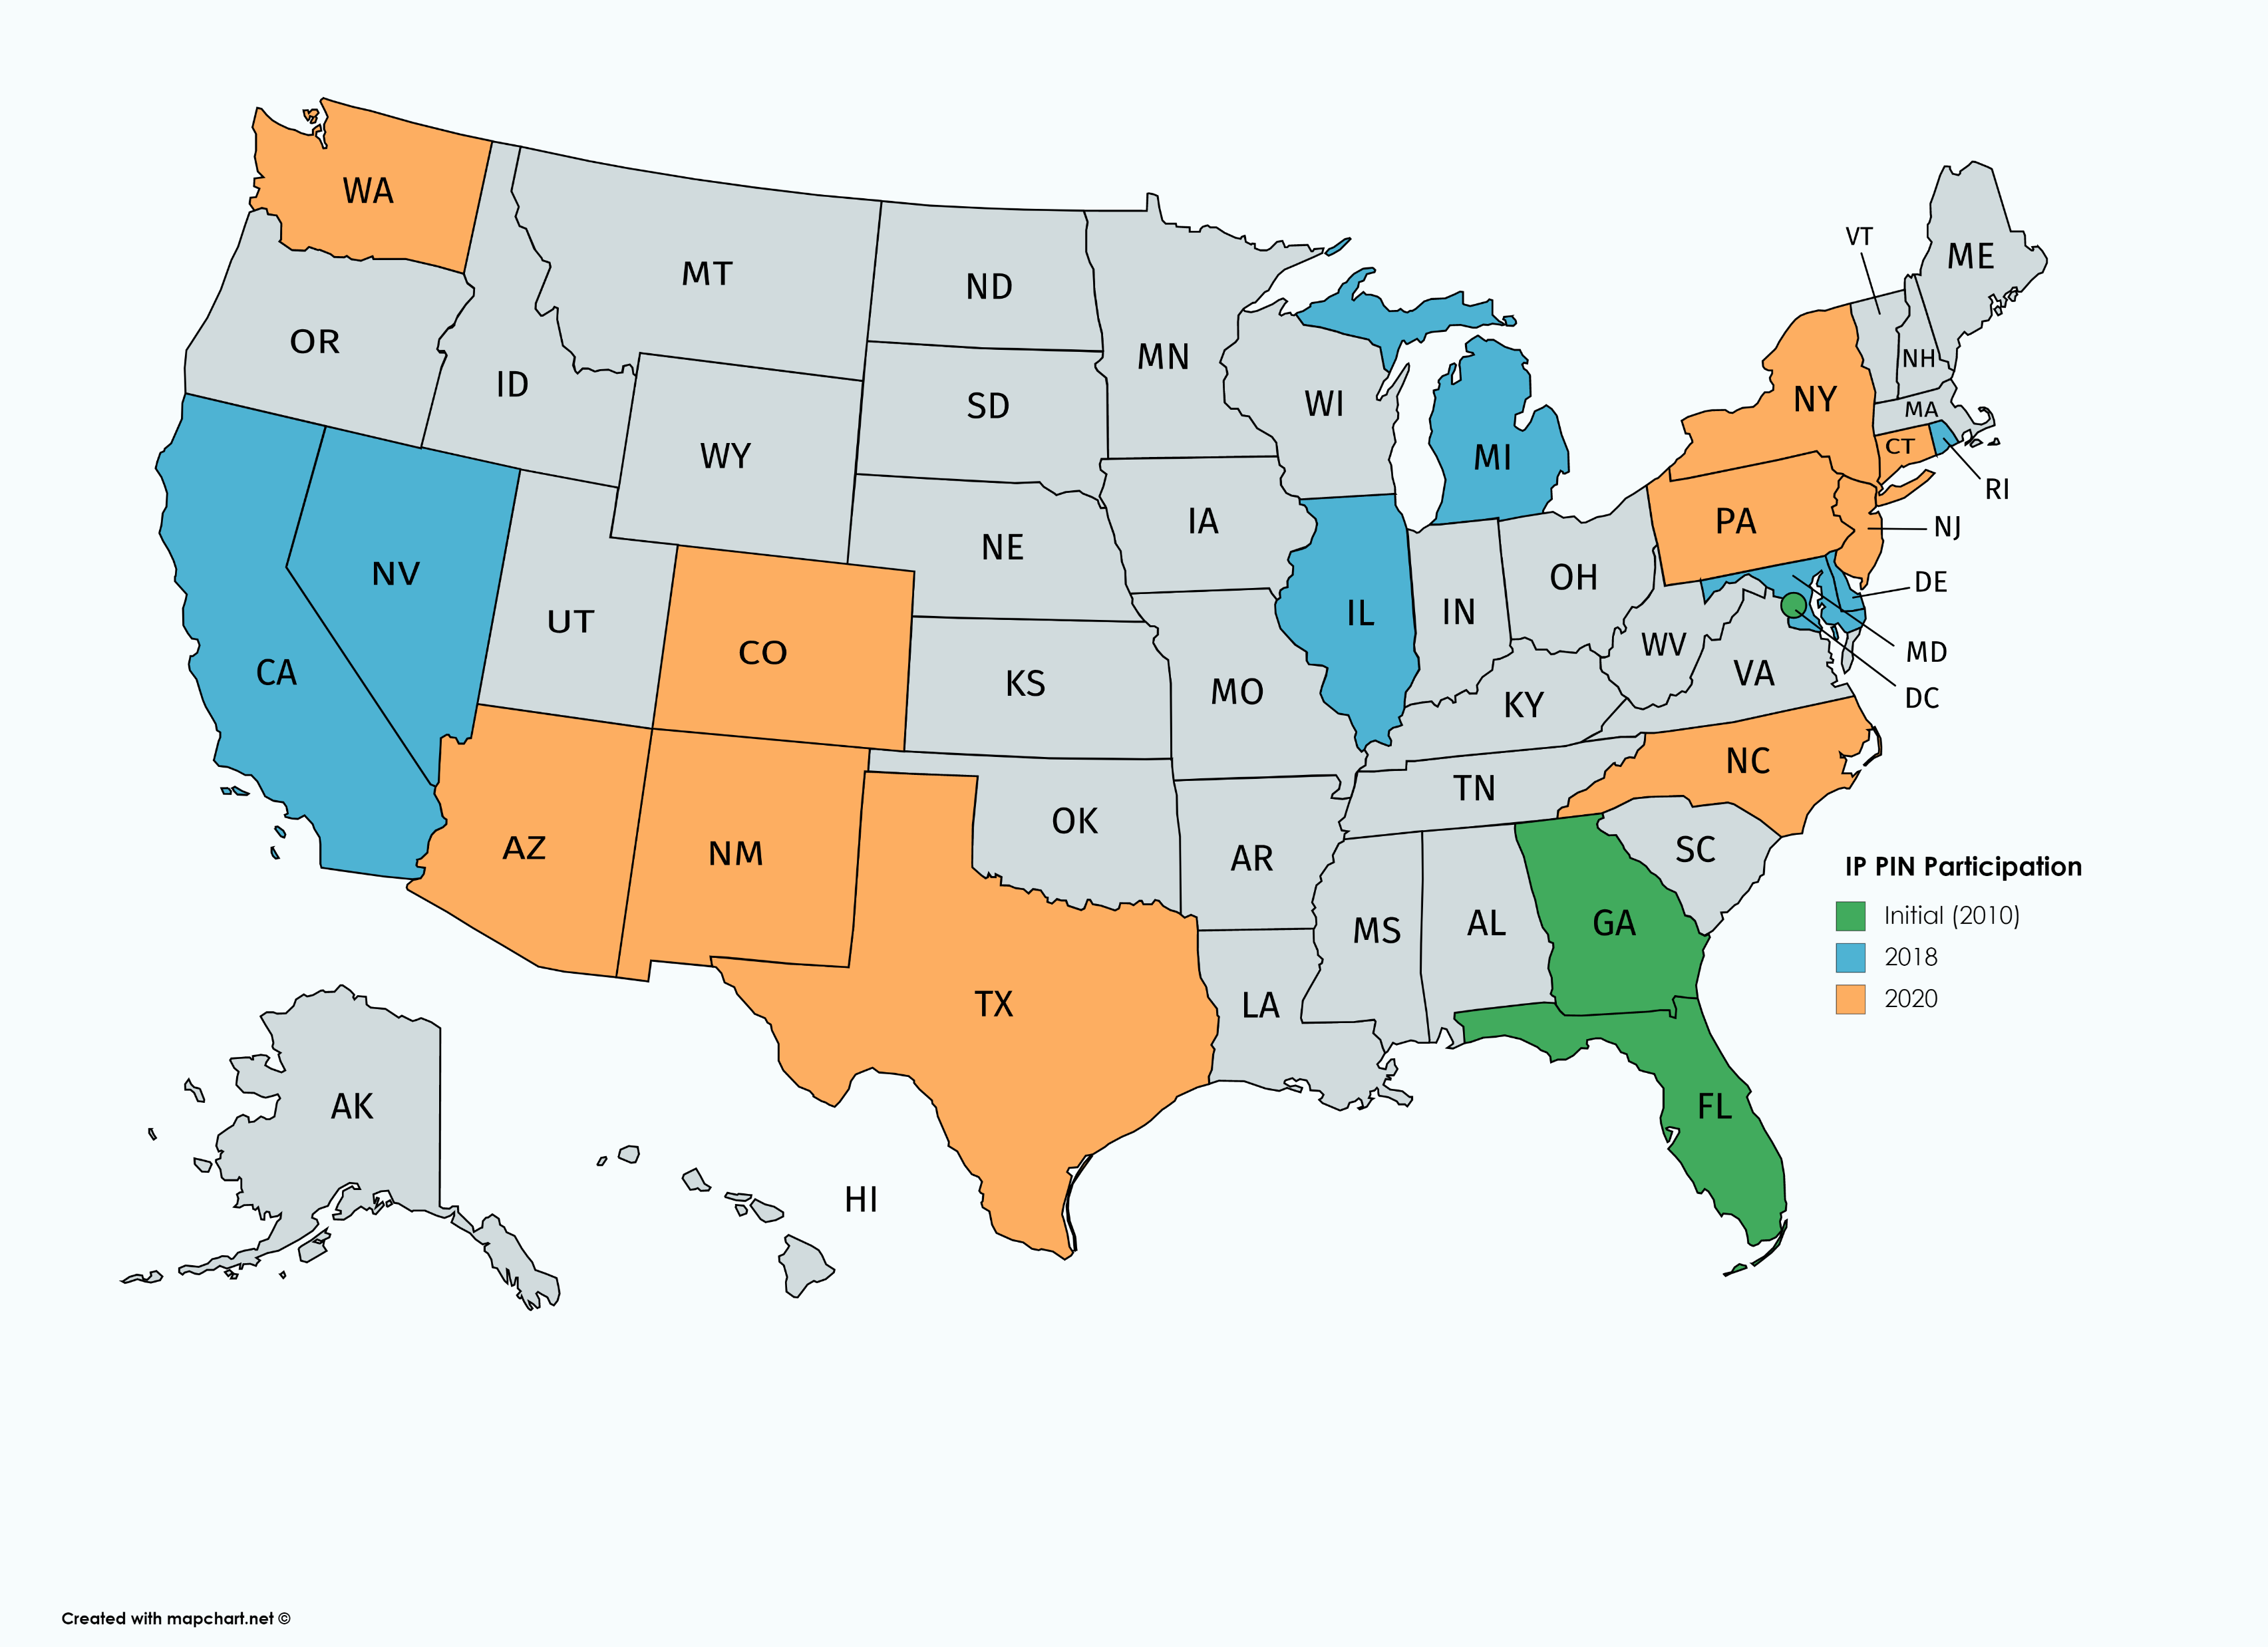 WA
MT
ND
VT
ME
OR
ID
MN
NH
SD
WI
NY
MA
WY
CT
MI
RI
IA
PA
NJ
NE
NV
OH
DE
UT
IL
IN
CO
WV
MD
CA
KS
MO
KY
VA
DC
NC
TN
OK
AZ
NM
AR
SC
IP PIN Participation
MS
AL
GA
Initial (2010)
2018
TX
LA
2020
AK
FL
HI
Created with mapchart.net ©